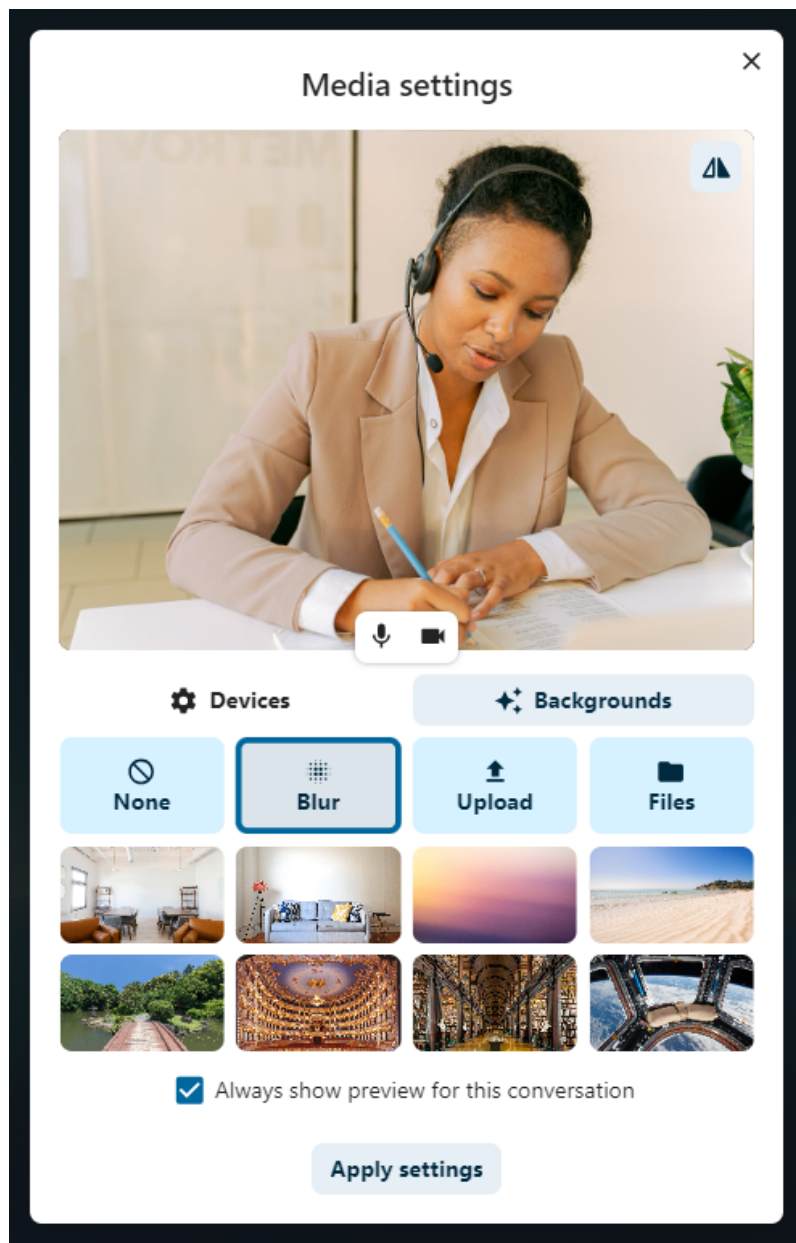 Media settings
Devices
Backgrounds
None
Blur
Upload
Files
Always show preview for this conversation
Apply settings